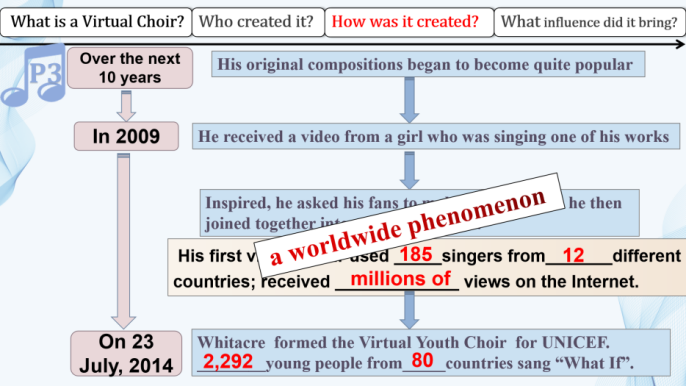 What is a Virtual Choir? Who created it? How was it created? What influence did it bring?
P3
Over the next
10 years
His original compositions began to become quite popular
In 2009
He received a video from a girl who was singing one of his works
Inspired, he asked his fans to he then
joined together
a worldwide phenomenon
His first used 185 singers from 12 different
countries; received millions of views on the Internet.
On 23
July, 2014
Whitacre formed the Virtual Youth Choir for UNICEF.
2,292 young people from 80 countries sang “What If”.